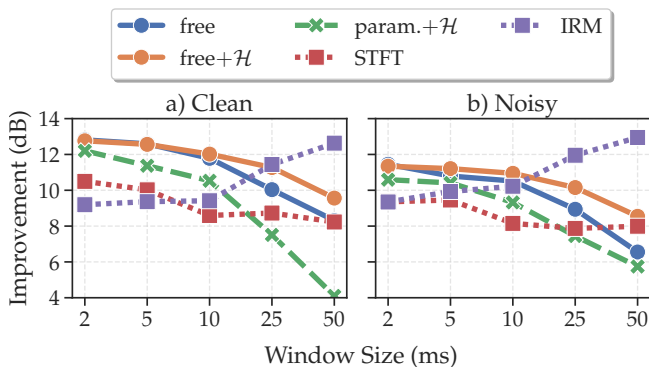 free
param.+ℋ
IRM
free+ℋ
STFT
a) Clean
b) Noisy
Improvement (dB)
14
12
10
8
6
4
2 5 10 25 50
2 5 10 25 50
Window Size (ms)